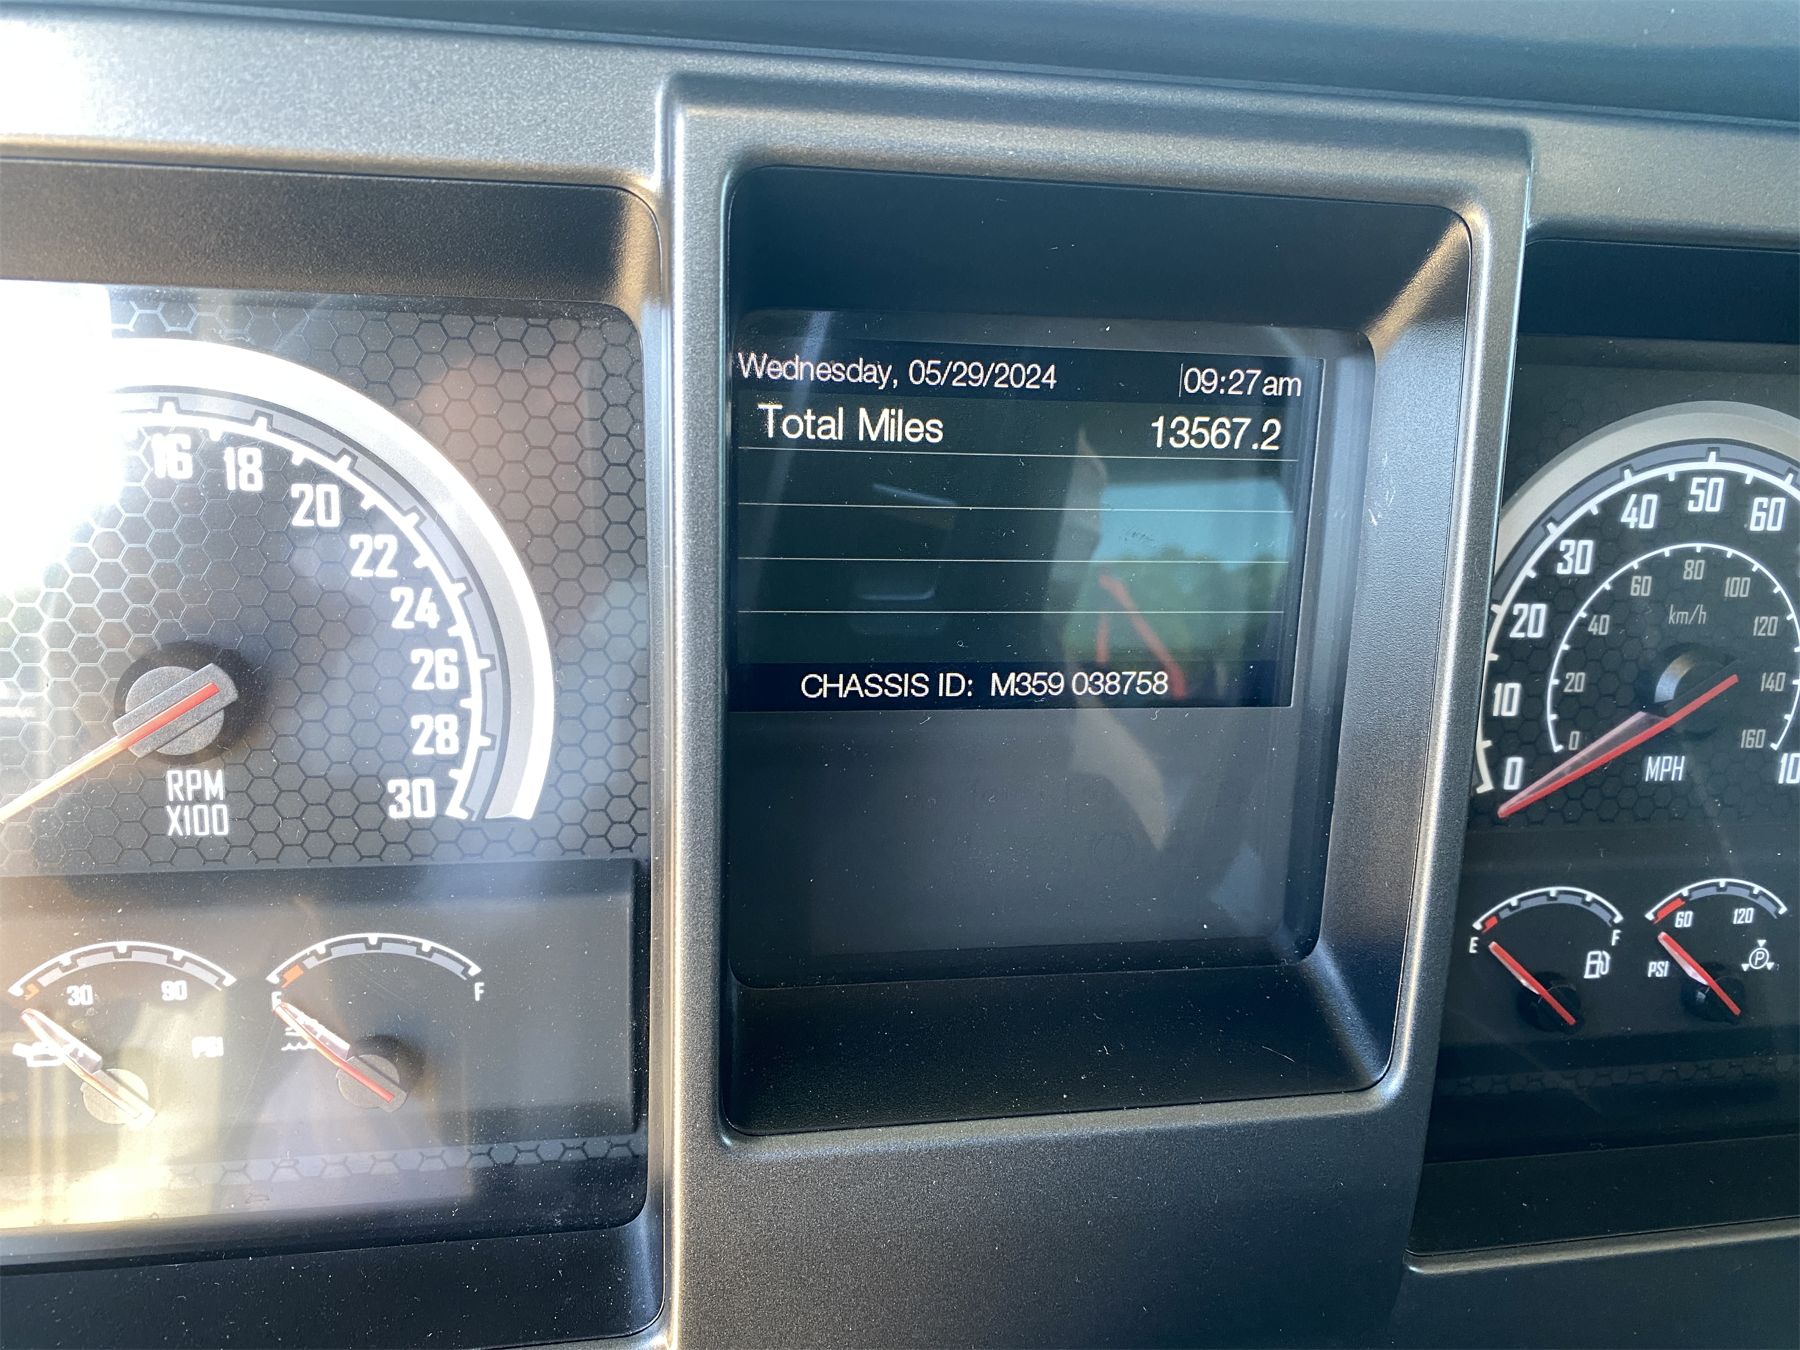 Wednesday, 05/29/2024 09:27am
Total Miles 13567.2
CHASSIS ID: M359 038758
16
18
20
22
24
26
28
30
RPM
X100
30 90
PSI
F
0
10
20
30
40
50
60
0
20
40
60
80
100
120
140
160
km/h
MPH
E F
60 120
PSI
P